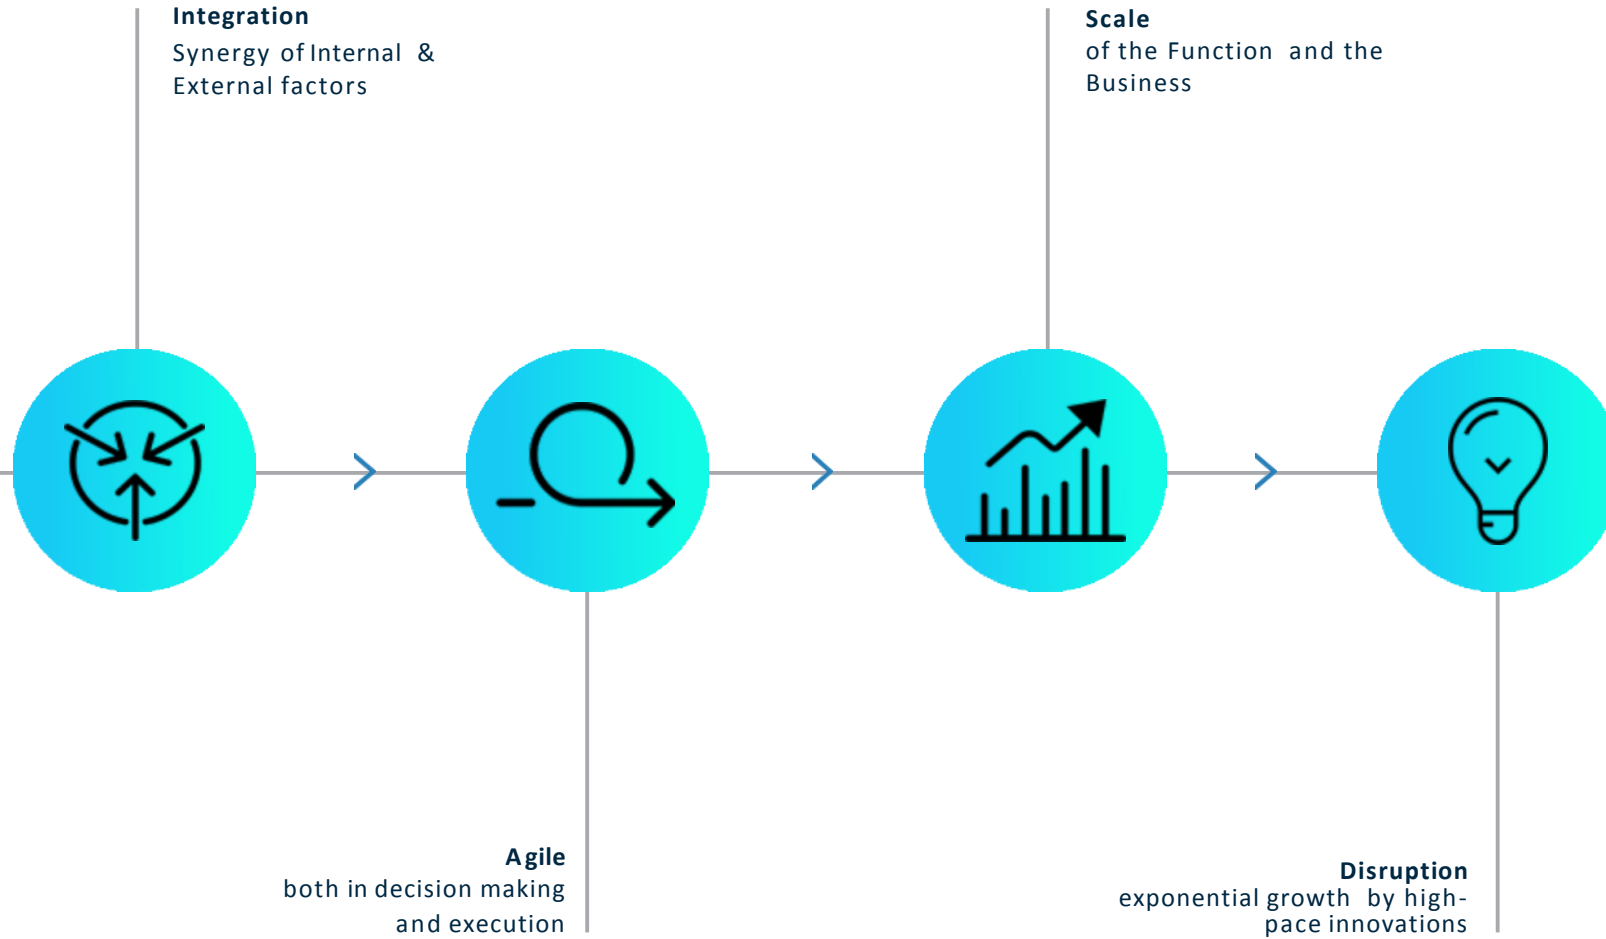 Integration
Synergy of Internal &
External factors
Scale
of the Function and the
Business
Agile
both in decision making
and execution
Disruption
exponential growth by high-
pace innovations